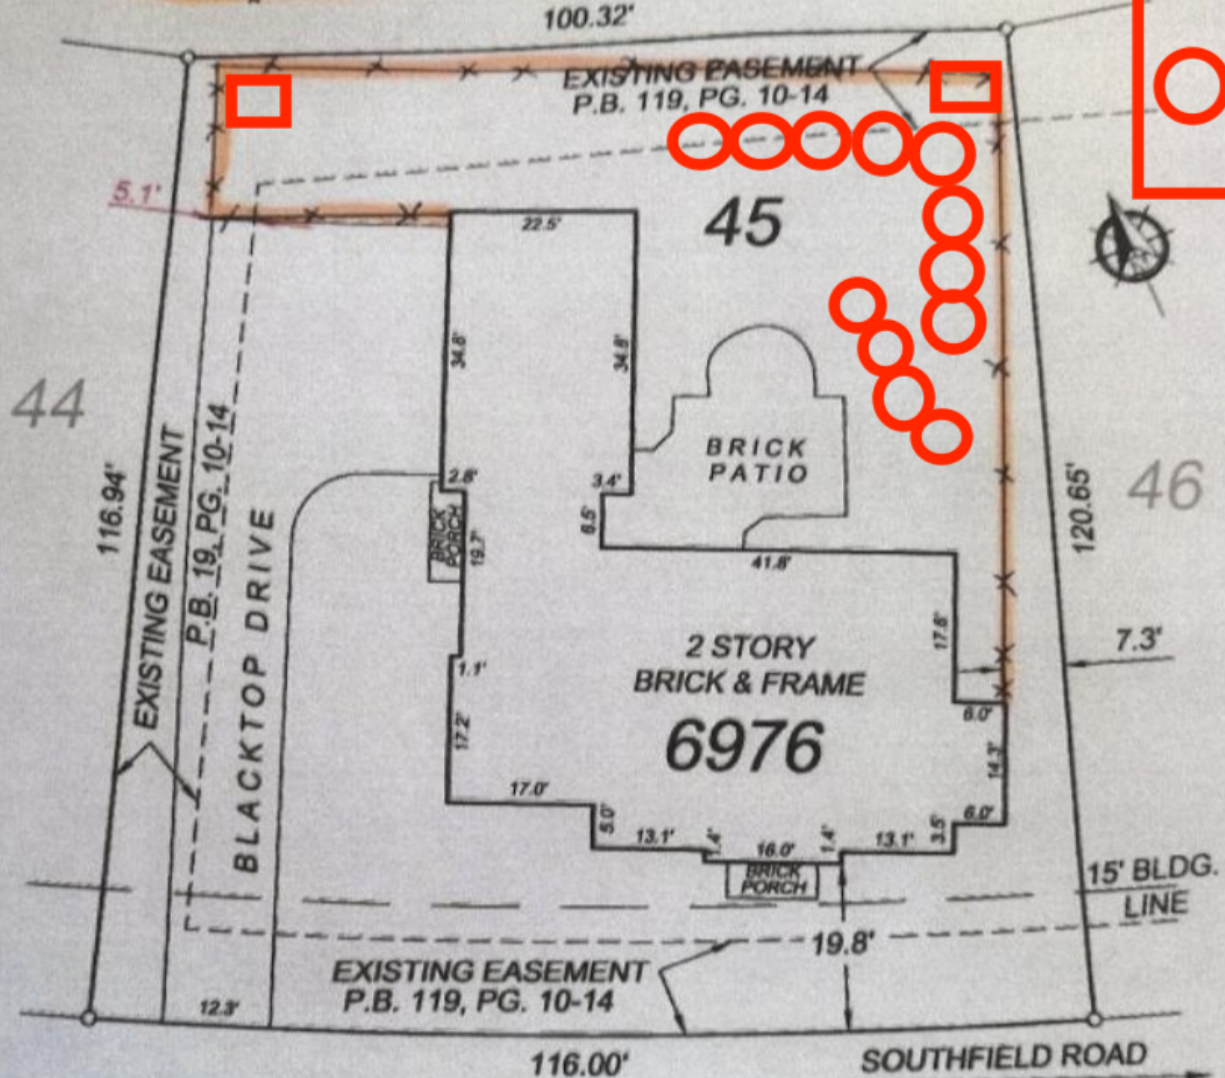 100.32'
EXISTING EASEMENT
P.B. 119, PG. 10-14
5.1'
22.5'
45
34.8'
34.8'
44
BRICK
PATIO
46
116.94'
EXISTING EASEMENT
P.B. 19, PG. 10-14
BLACKTOP DRIVE
2.8'
3.4'
6.5'
BRICK
PORCH
19.7'
41.8'
120.65'
2 STORY
BRICK & FRAME
6976
17.6'
7.3'
1.1'
17.2'
6.0'
14.3'
17.0'
5.0'
13.1'
1.4'
16.0'
1.4'
13.1'
3.5'
6.0'
BRICK
PORCH
15' BLDG.
LINE
19.8'
EXISTING EASEMENT
P.B. 119, PG. 10-14
12.3'
116.00'
SOUTHFIELD ROAD